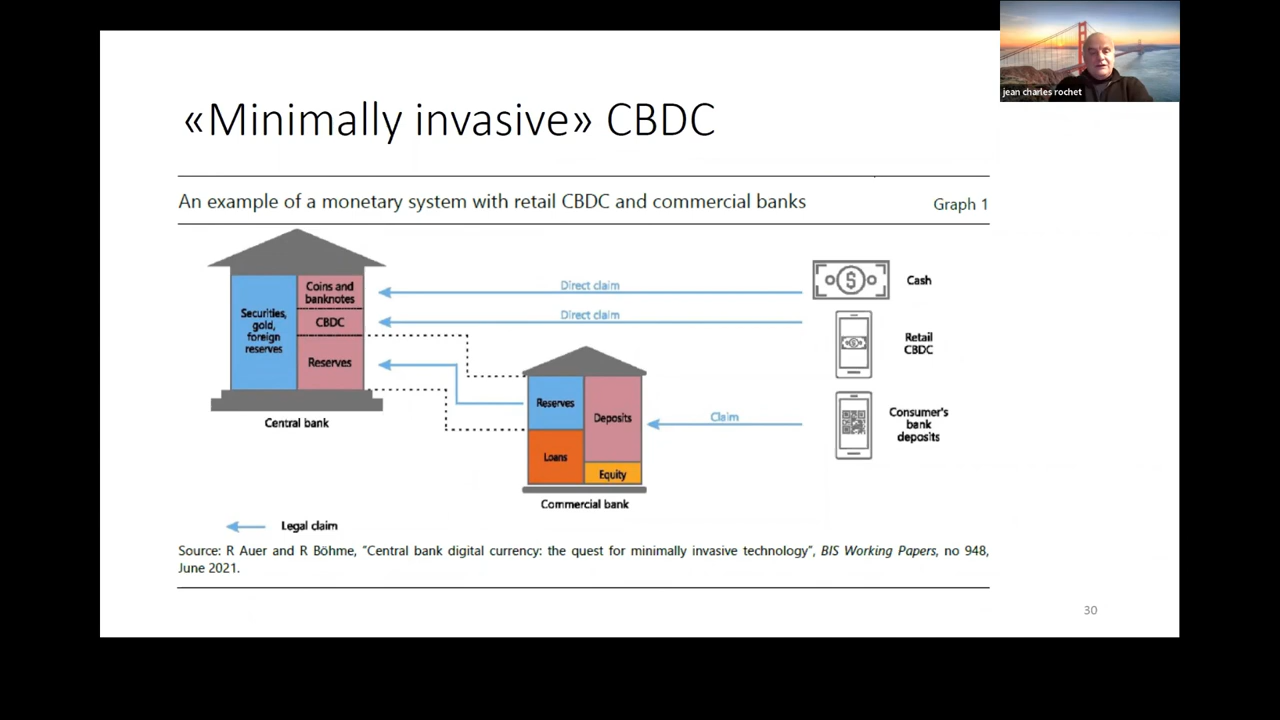 jean charles rochet
«Minimally invasive» CBDC
An example of a monetary system with retail CBDC and commercial banks
Graph 1
Securities,
gold,
foreign
reserves
Coins and
banknotes
CBDC
Reserves
Central bank
Direct claim
Direct claim
Cash
Retail
CBDC
Reserves
Deposits
Loans
Equity
Commercial bank
Claim
Consumer's
bank
deposits
Legal claim
Source: R Auer and R Böhme, "Central bank digital currency: the quest for minimally invasive technology", BIS Working Papers, no 948,
June 2021.
30